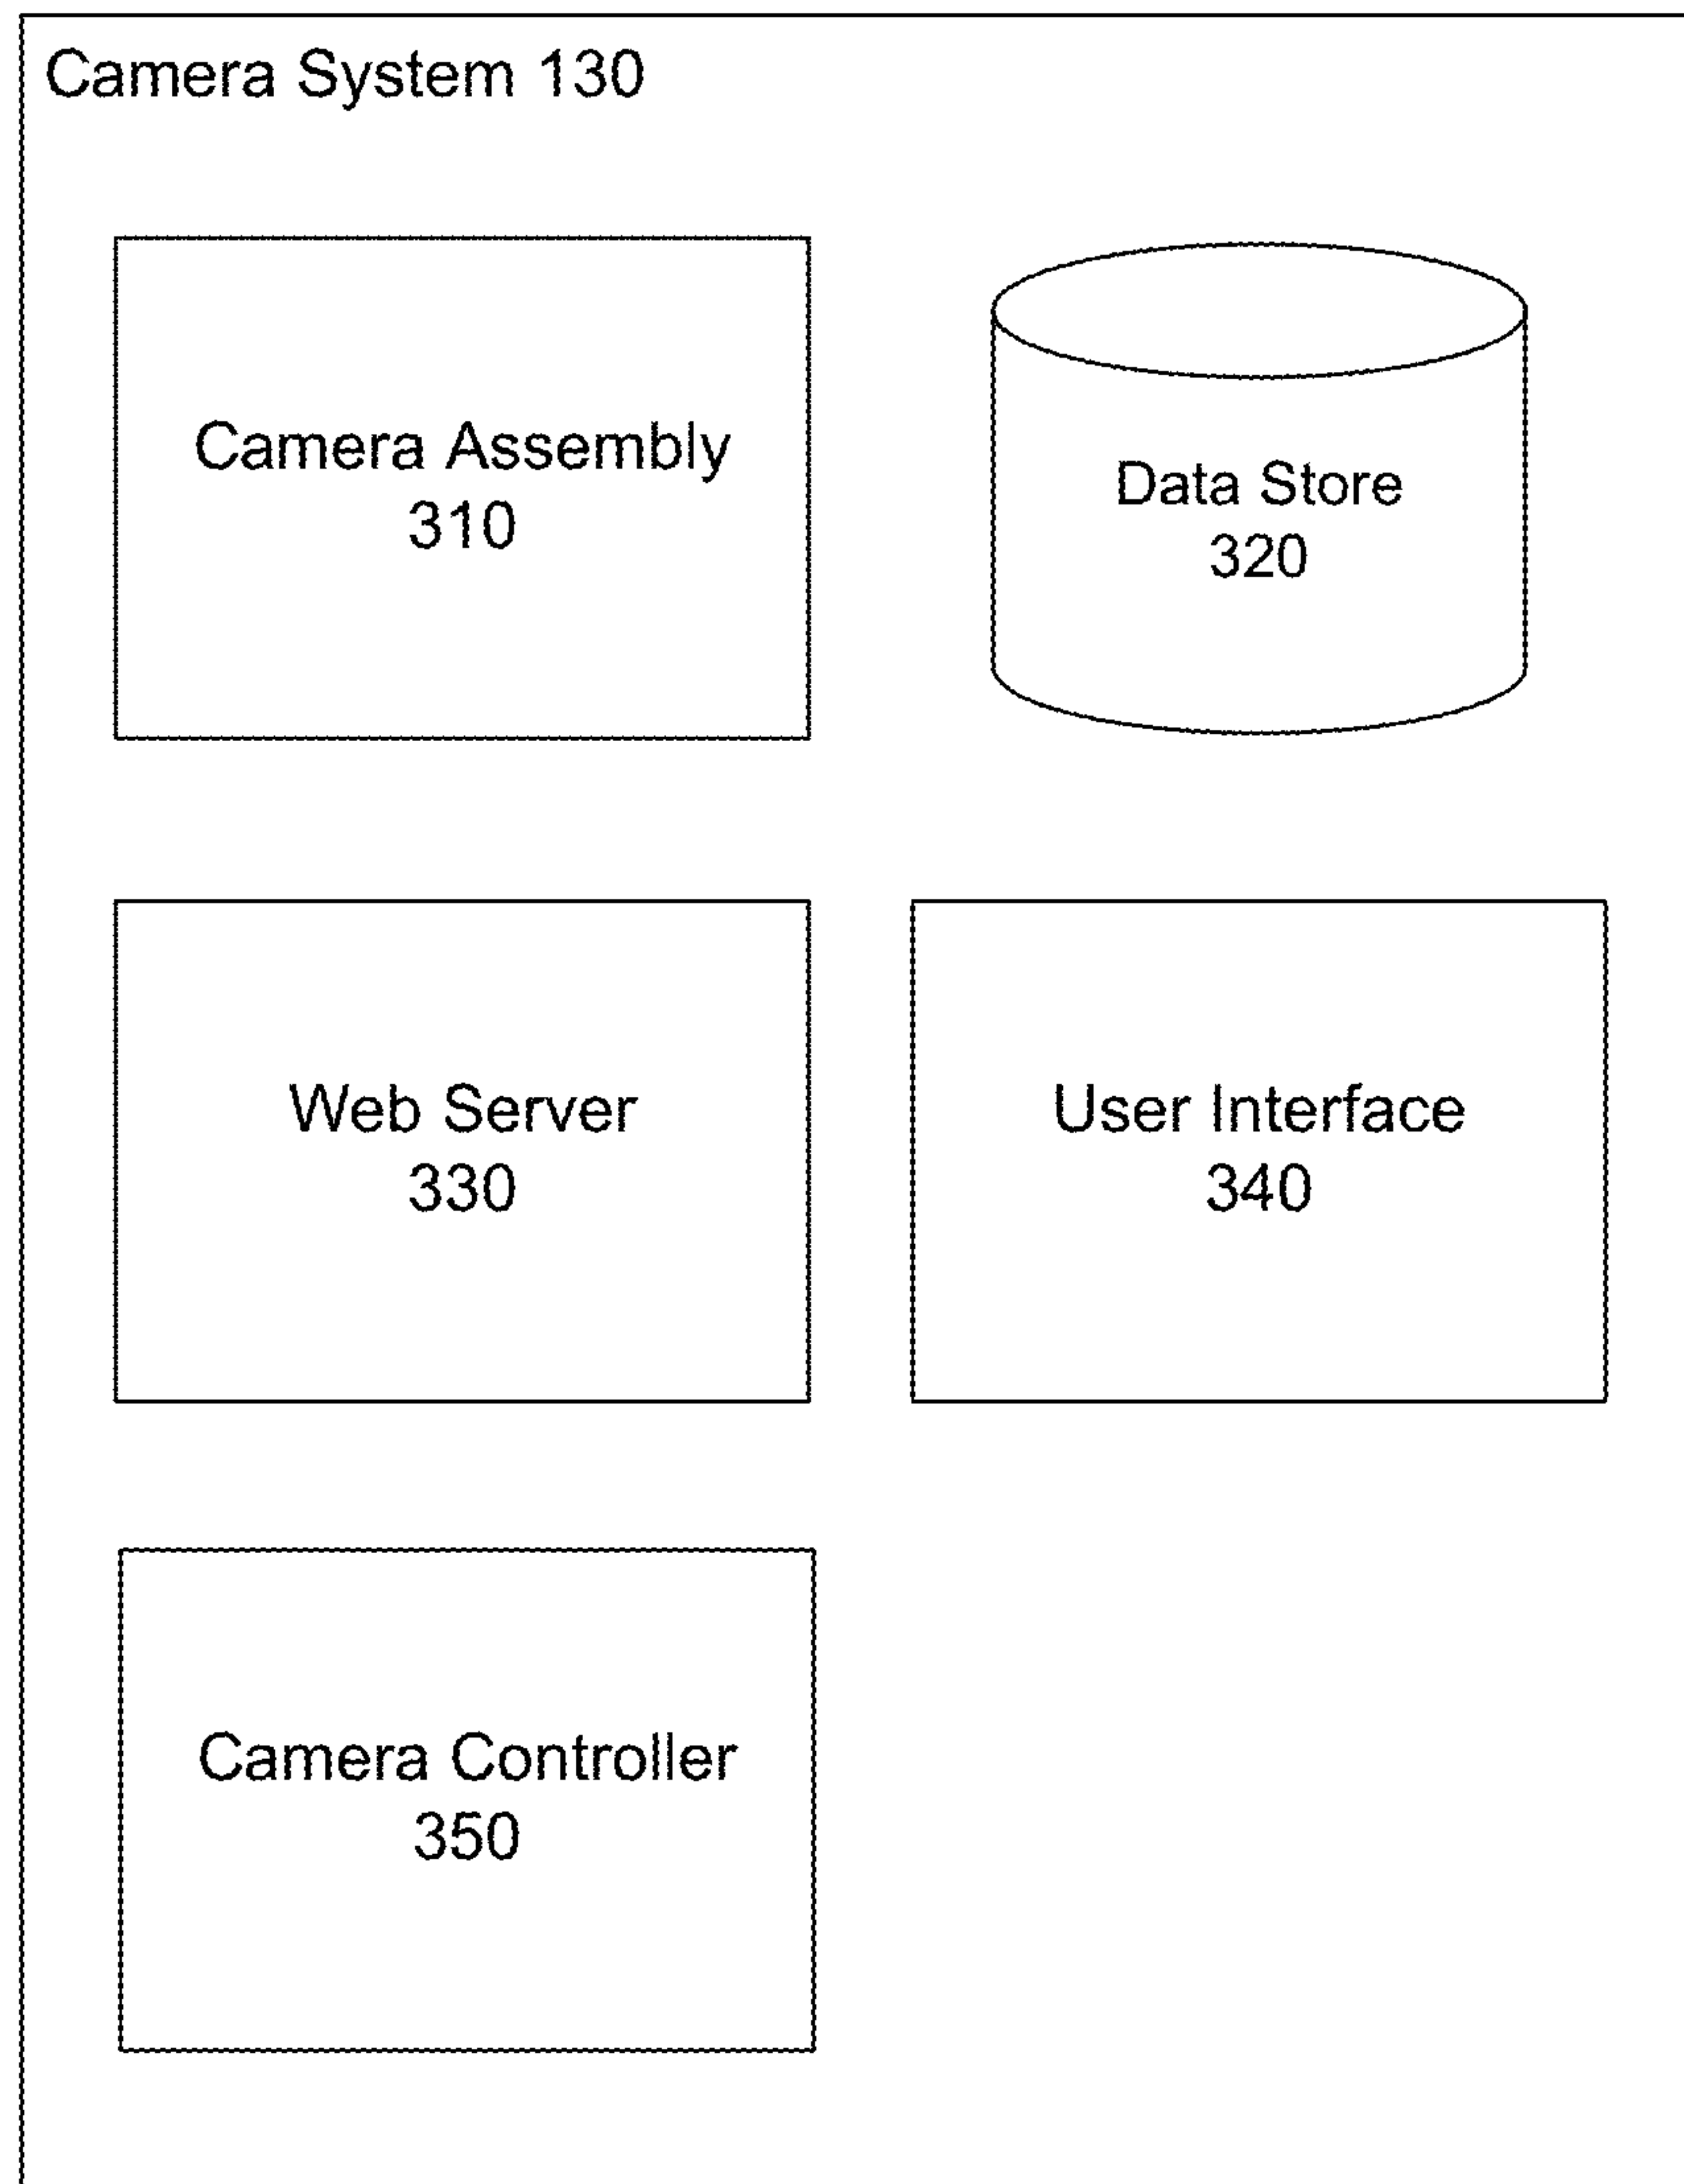 Camera System 130
Camera Assembly
310
Data Store
320
Web Server
330
User Interface
340
Camera Controller
350